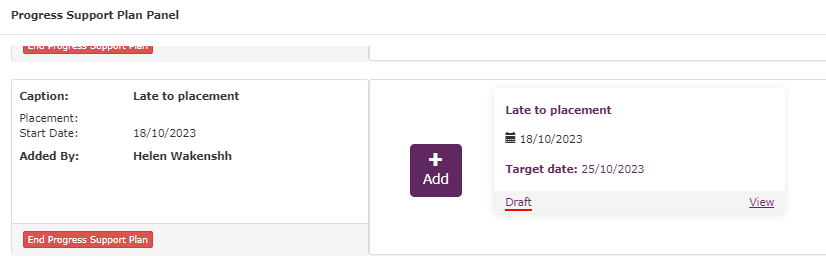 Progress Support Plan Panel
End Progress Support Plan
Caption: Late to placement
Placement:
Start Date: 18/10/2023
Added By: Helen Wakenshh
End Progress Support Plan
Add
Late to placement
18/10/2023
Target date: 25/10/2023
Draft View